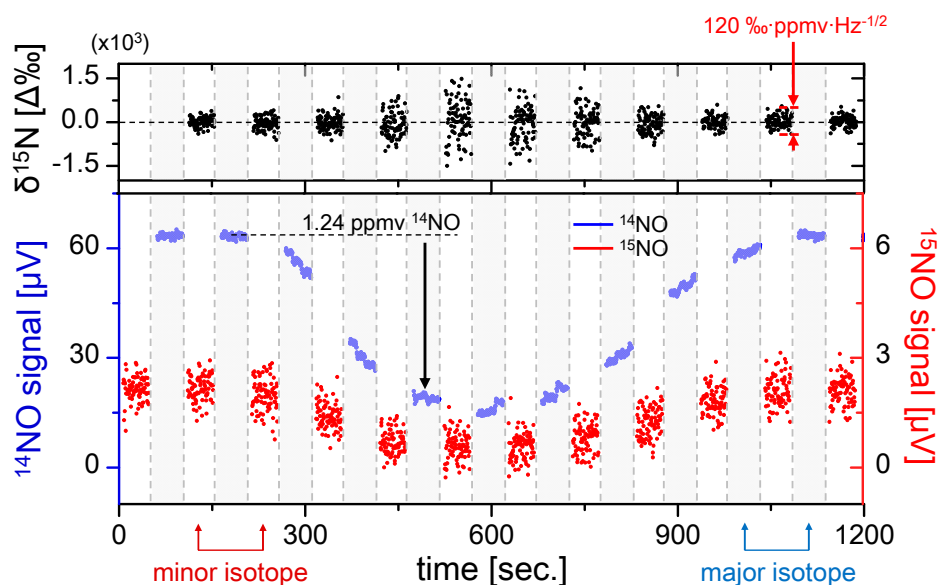 (x10³)
120 ‰·ppmv·Hz⁻¹/²
δ¹⁵N [Δ‰]
1.5
0.0
-1.5
1.24 ppmv ¹⁴NO
¹⁴NO
¹⁵NO
¹⁴NO signal [µV]
60
30
0
¹⁵NO signal [µV]
6
3
0
0 300 600 900 1200
minor isotope
time [sec.]
major isotope